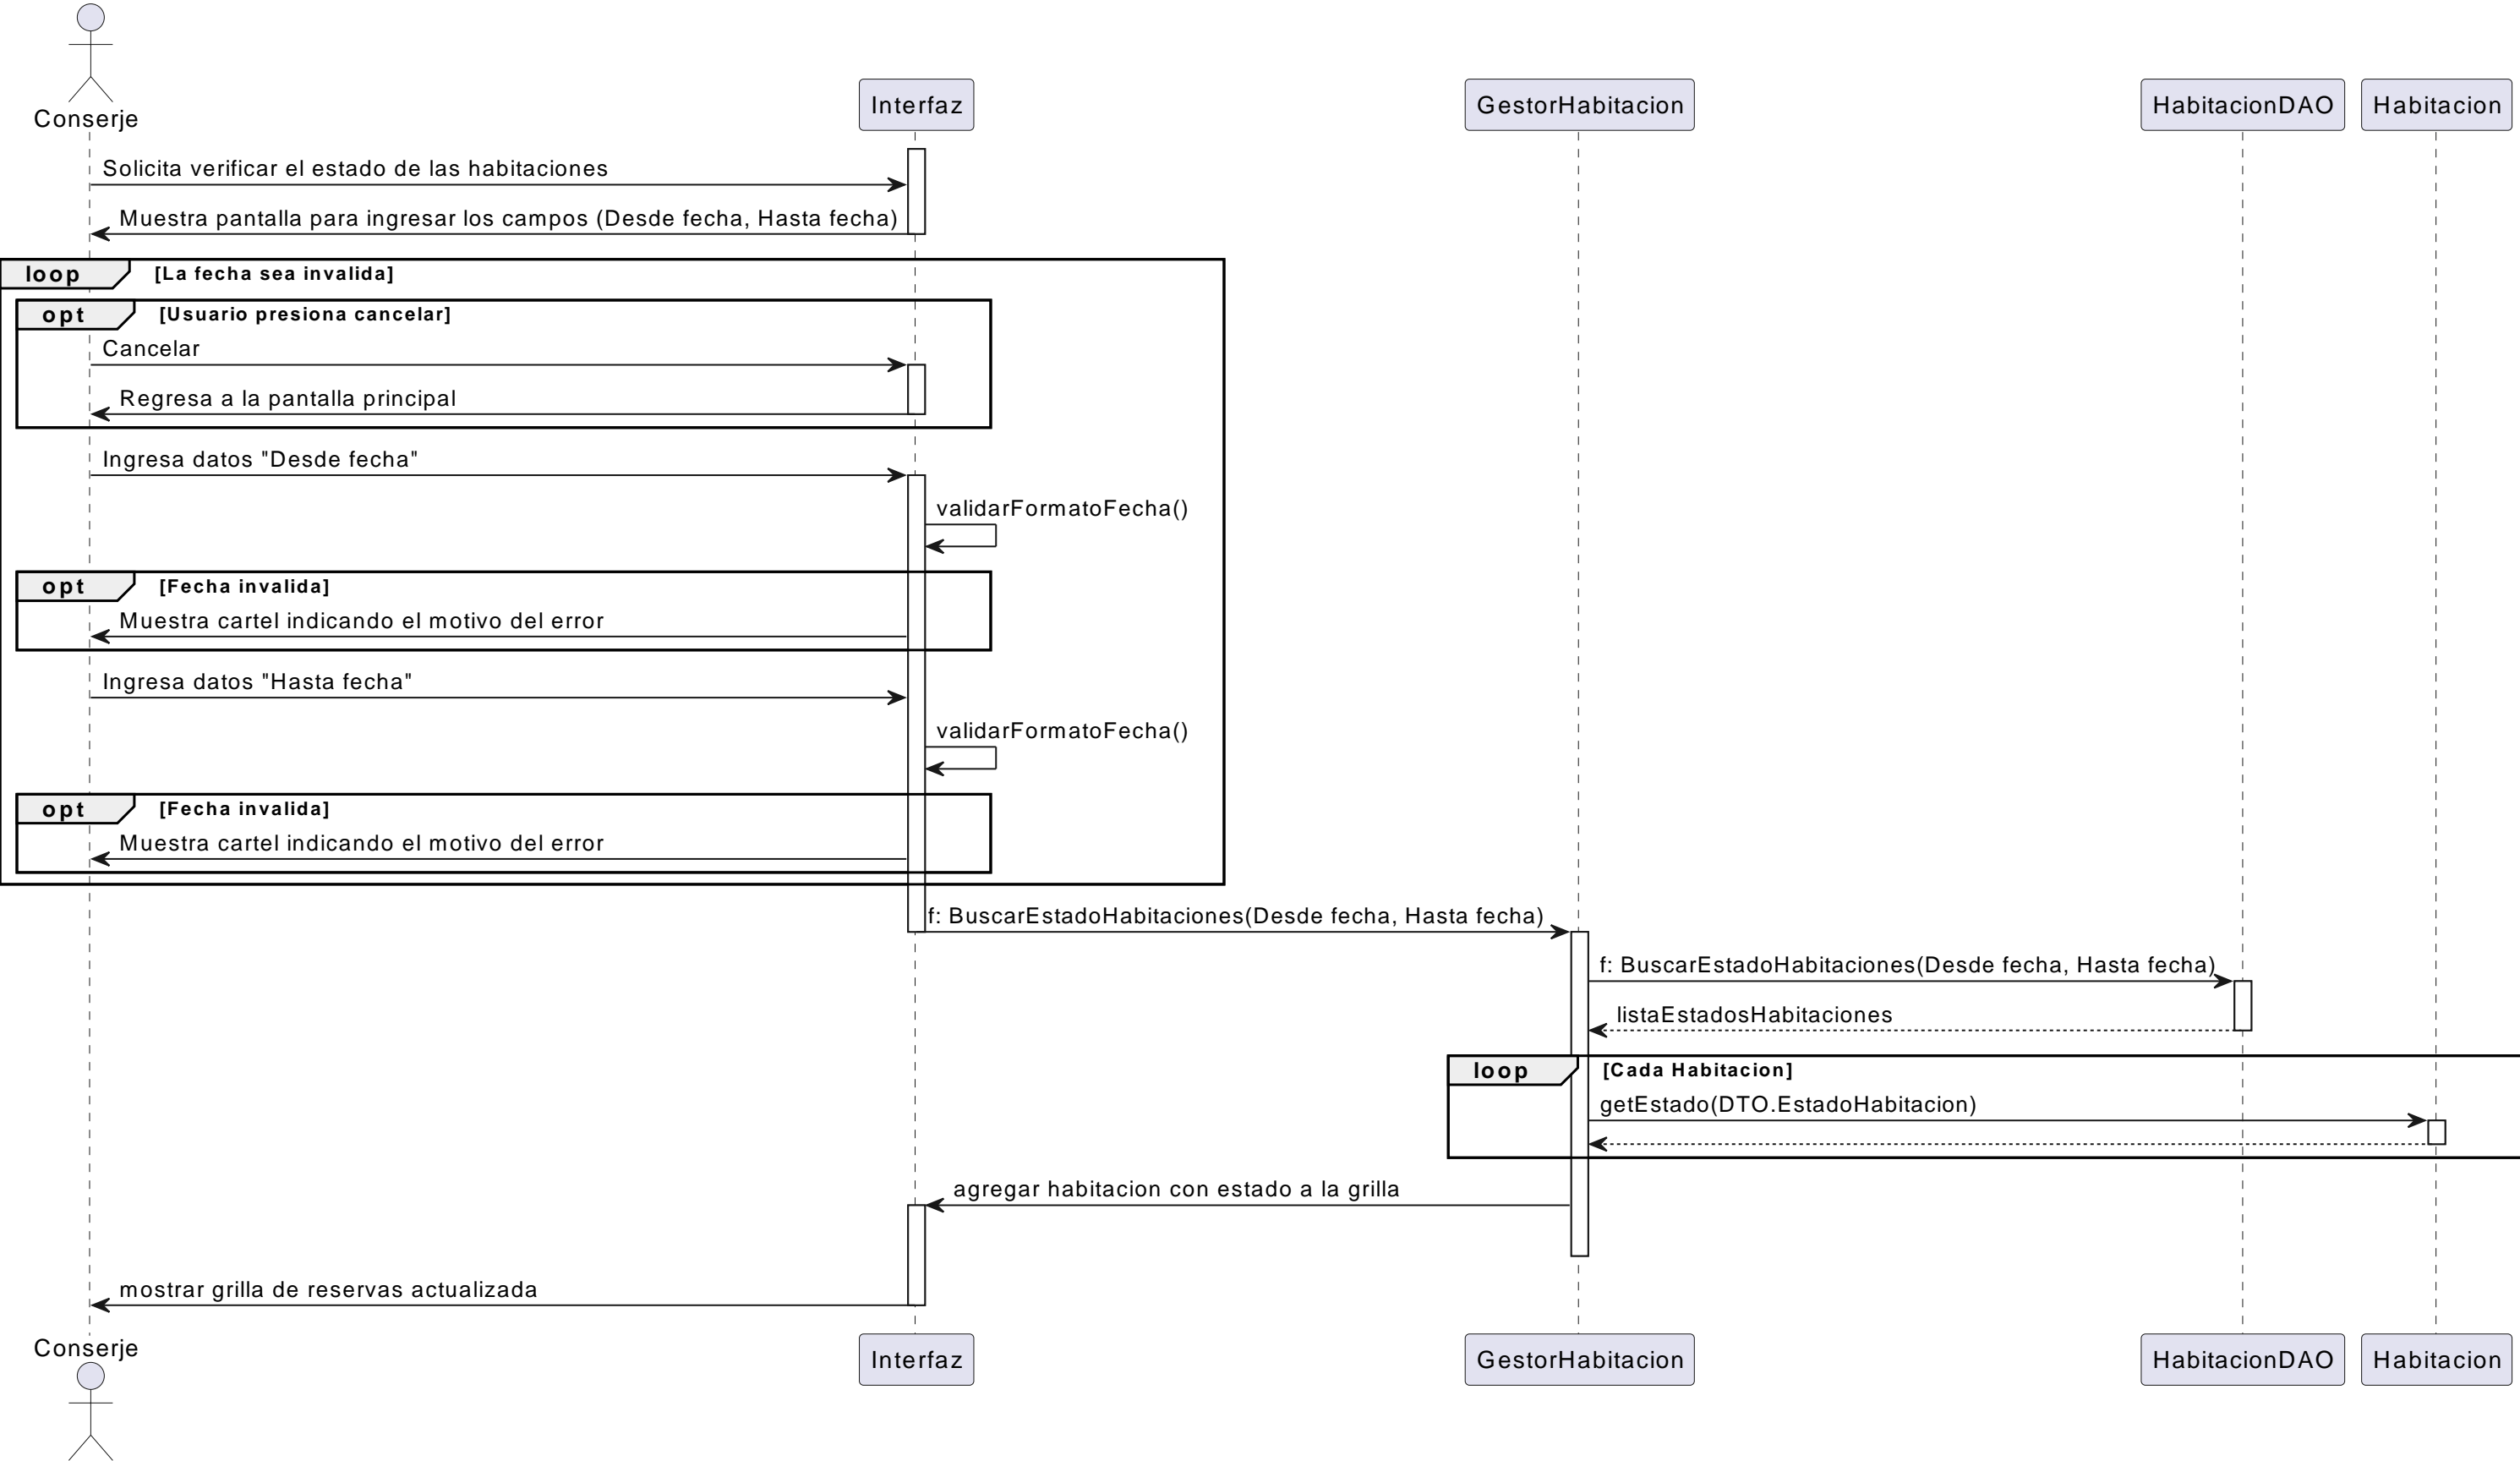 Conserje
Interfaz
GestorHabitacion
HabitacionDAO
Habitacion
Solicita verificar el estado de las habitaciones
Muestra pantalla para ingresar los campos (Desde fecha, Hasta fecha)
loop [La fecha sea invalida]
opt [Usuario presiona cancelar]
Cancelar
Regresa a la pantalla principal
Ingresa datos "Desde fecha"
validarFormatoFecha()
opt [Fecha invalida]
Muestra cartel indicando el motivo del error
Ingresa datos "Hasta fecha"
validarFormatoFecha()
opt [Fecha invalida]
Muestra cartel indicando el motivo del error
f: BuscarEstadoHabitaciones(Desde fecha, Hasta fecha)
f: BuscarEstadoHabitaciones(Desde fecha, Hasta fecha)
listaEstadosHabitaciones
loop [Cada Habitacion]
getEstado(DTO.EstadoHabitacion)
agregar habitacion con estado a la grilla
mostrar grilla de reservas actualizada
Conserje
Interfaz
GestorHabitacion
HabitacionDAO
Habitacion